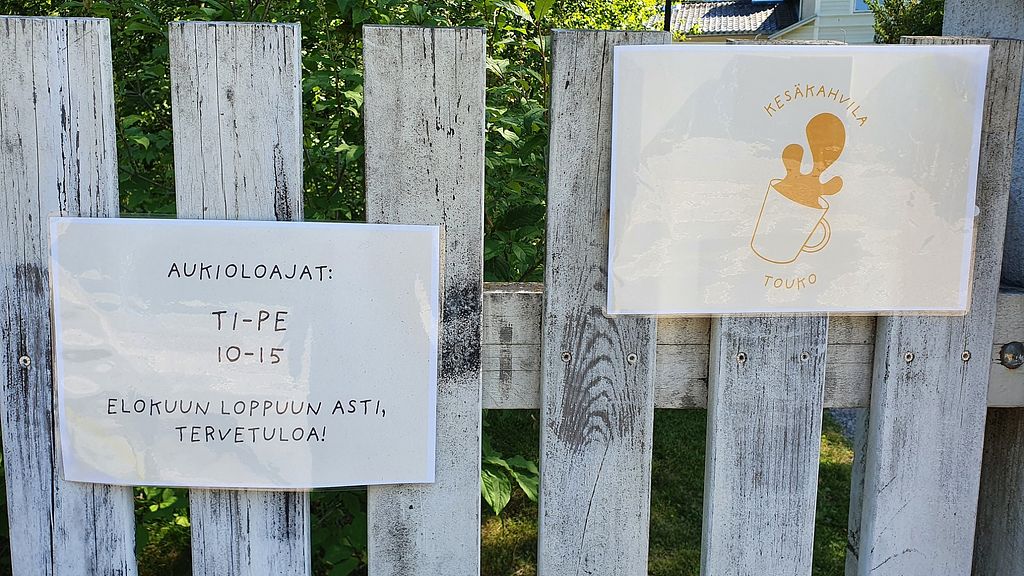 AUKIOLOAJAT:
TI-PE
10-15
ELOKUUN LOPPUUN ASTI,
TERVETULOA!
KESÄKAHVILA
TOUKO